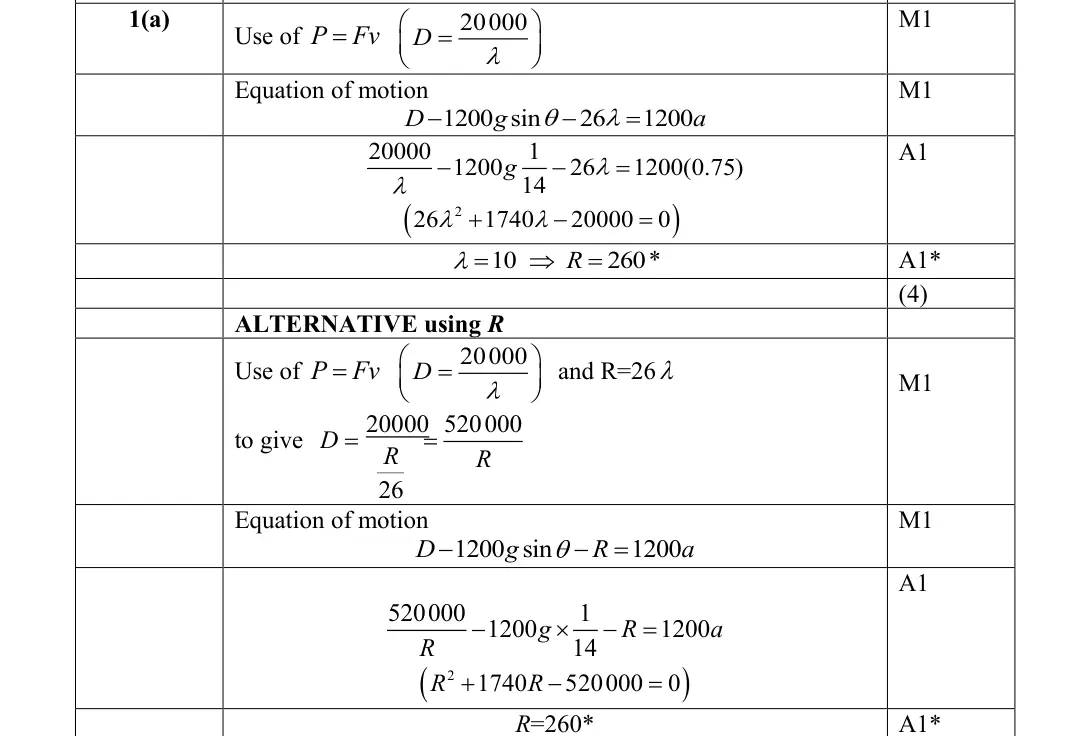 1(a) Use of P = Fv (D = 20000/λ) M1
Equation of motion M1
D − 1200g sin θ − 26λ = 1200a
20000/λ − 1200g 1/14 − 26λ = 1200(0.75) A1
(26λ² + 1740λ − 20000 = 0)
λ = 10 ⇒ R = 260* A1*
(4)
ALTERNATIVE using R
Use of P = Fv (D = 20000/λ) and R=26λ M1
to give D = 20000/(R/26) = 520000/R
Equation of motion M1
D − 1200g sin θ − R = 1200a
A1
520000/R − 1200g × 1/14 − R = 1200a
(R² + 1740R − 520000 = 0)
R=260* A1*